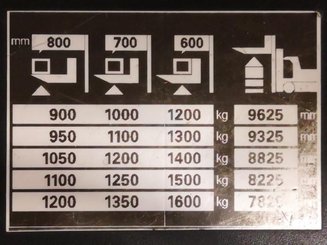 mm 800 700 600
900 1000 1200 kg 9625 mm
950 1100 1300 kg 9325 mm
1050 1200 1400 kg 8825 mm
1100 1250 1500 kg 8225 mm
1200 1350 1600 kg